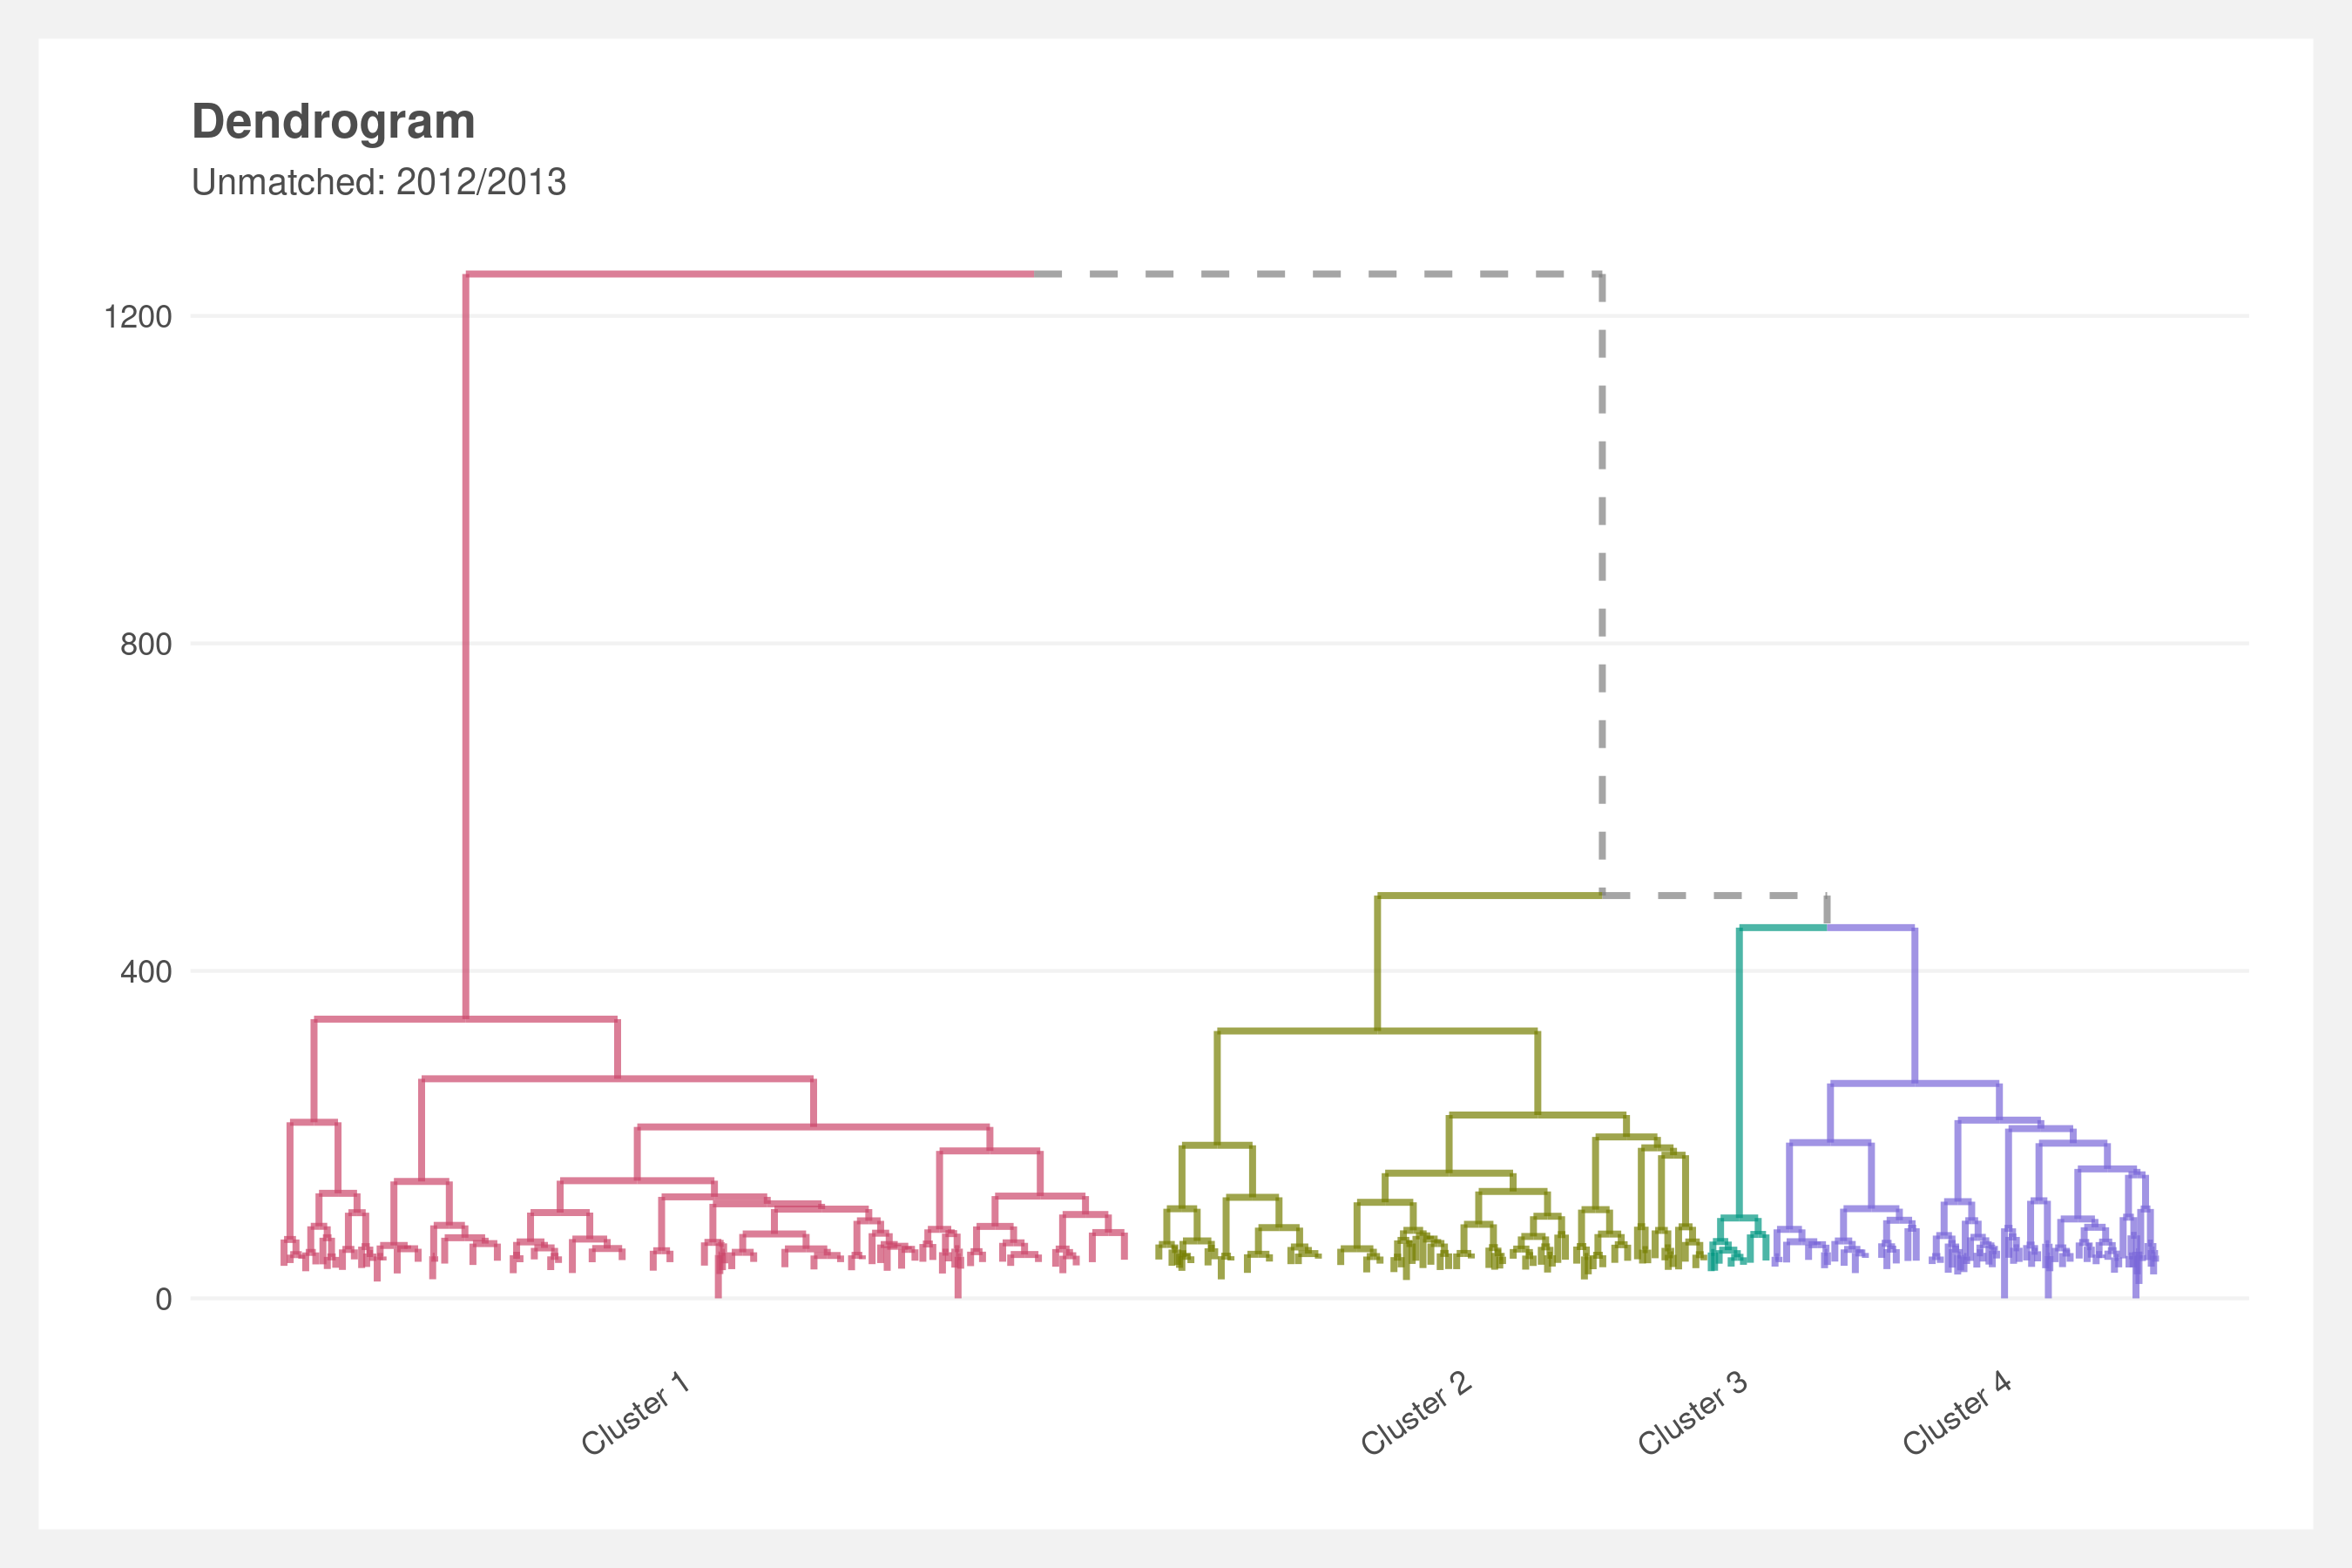 Dendrogram
Unmatched: 2012/2013
1200
800
400
0
Cluster 1
Cluster 2
Cluster 3
Cluster 4